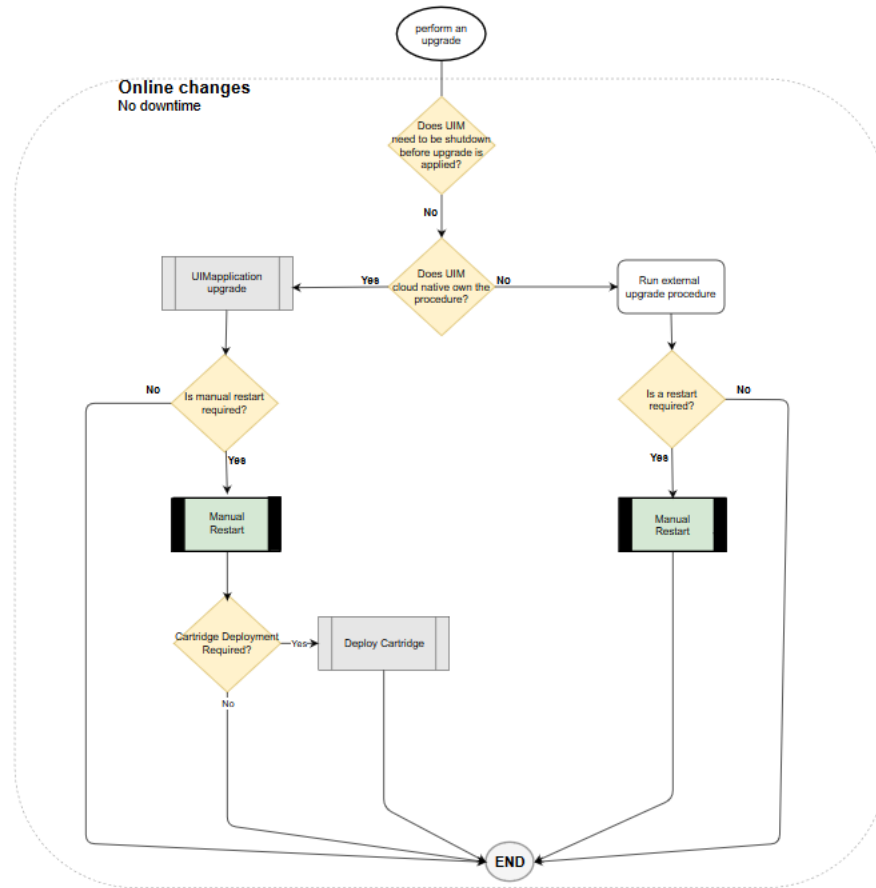 perform an
upgrade
Online changes
No downtime
Does UIM
need to be shutdown
before upgrade is
applied?
No
Does UIM
cloud native own the
procedure?
Yes
No
UIMapplication
upgrade
Run external
upgrade procedure
Is manual restart
required?
No
Yes
Is a restart
required?
No
Yes
Manual
Restart
Manual
Restart
Cartridge Deployment
Required?
Yes
Deploy Cartridge
No
END